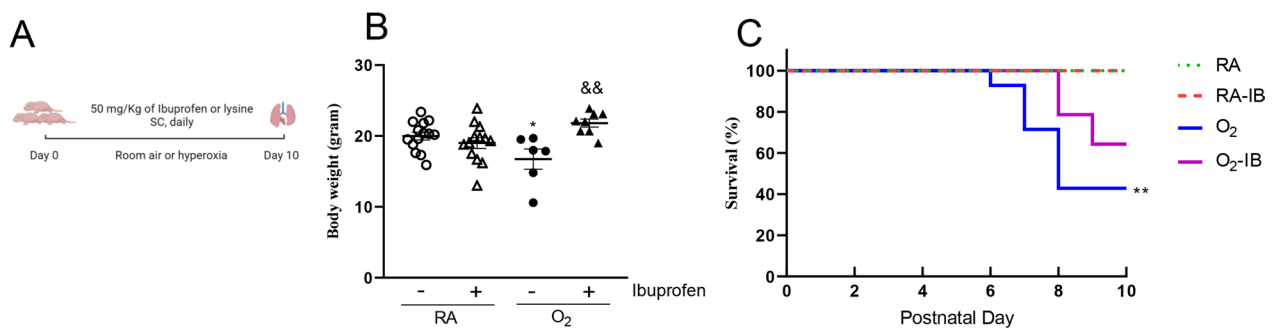 A
50 mg/Kg of Ibuprofen or lysine
SC, daily
Day 0
Room air or hyperoxia
Day 10
B
Body weight (gram)
30
20
10
0
*
&&
- + - + Ibuprofen
RA O₂
C
Survival (%)
100
80
60
40
20
0
**
0 2 4 6 8 10
Postnatal Day
RA
RA-IB
O₂
O₂-IB